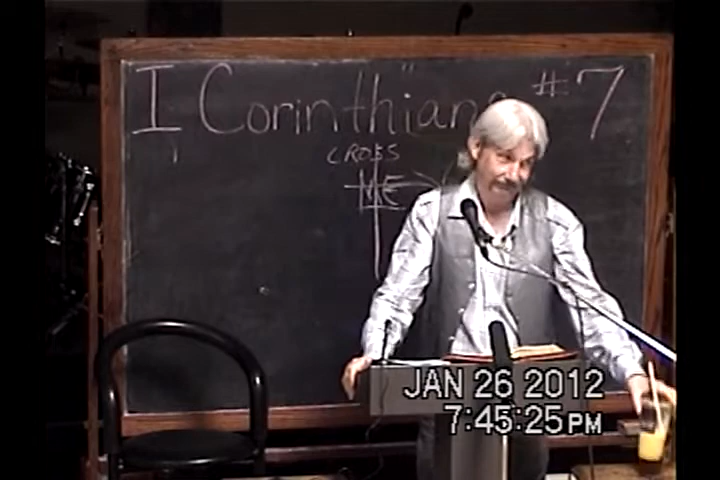 I Corinthians #7
CROSS
ME
JAN 26 2012
7:45:25PM